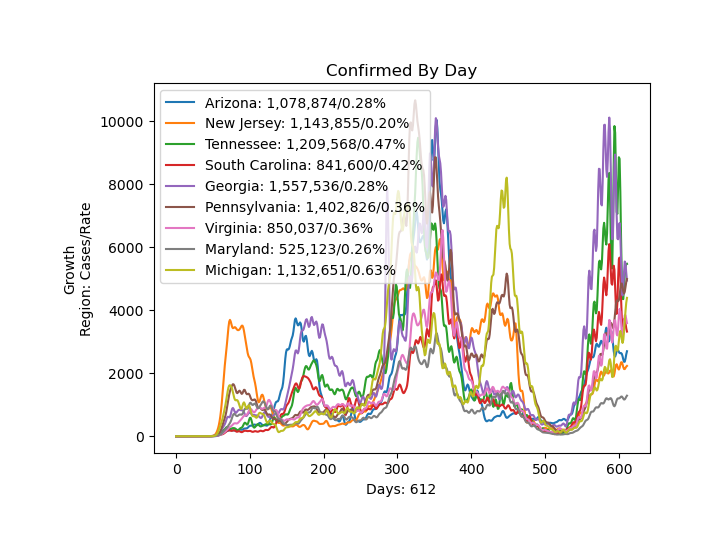 Confirmed By Day
Arizona: 1,078,874/0.28%
New Jersey: 1,143,855/0.20%
Tennessee: 1,209,568/0.47%
South Carolina: 841,600/0.42%
Georgia: 1,557,536/0.28%
Pennsylvania: 1,402,826/0.36%
Virginia: 850,037/0.36%
Maryland: 525,123/0.26%
Michigan: 1,132,651/0.63%
Growth
Region: Cases/Rate
10000
8000
6000
4000
2000
0
0 100 200 300 400 500 600
Days: 612